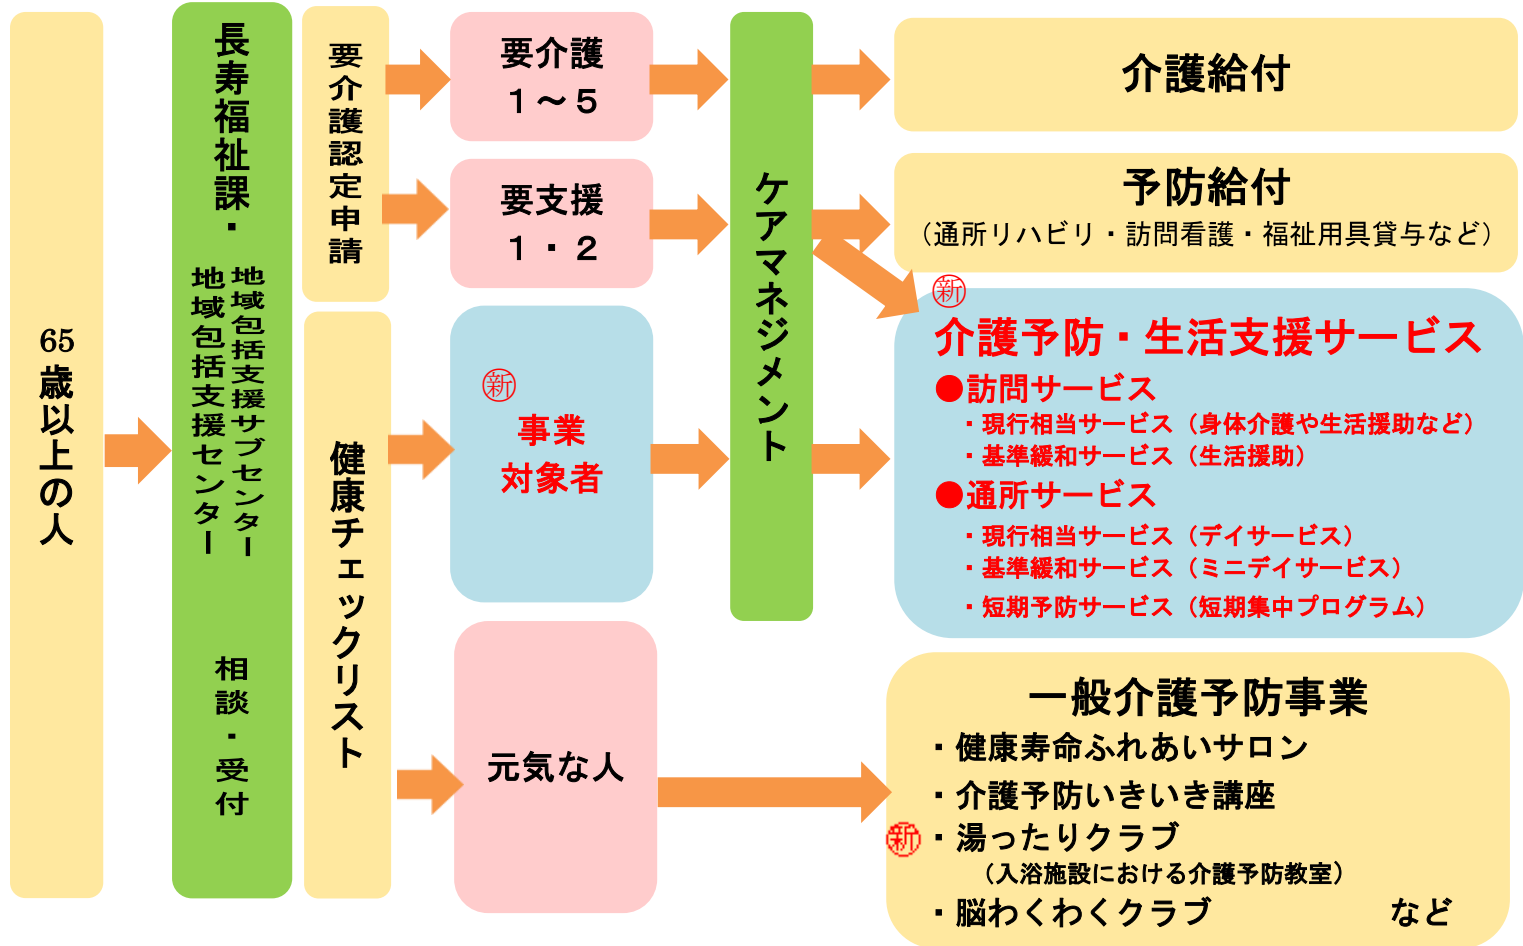 65歳以上の人
長寿福祉課・
地域包括支援サブセンター
地域包括支援センター
相談・受付
要介護認定申請
健康チェックリスト
要介護
１～５
要支援
１・２
㊟新
事業
対象者
元気な人
ケアマネジメント
介護給付
予防給付
（通所リハビリ・訪問看護・福祉用具貸与など）
新
介護予防・生活支援サービス
●訪問サービス
・現行相当サービス（身体介護や生活援助など）
・基準緩和サービス（生活援助）
●通所サービス
・現行相当サービス（デイサービス）
・基準緩和サービス（ミニデイサービス）
・短期予防サービス（短期集中プログラム）
一般介護予防事業
・健康寿命ふれあいサロン
・介護予防いきいき講座
新・湯ったりクラブ
（入浴施設における介護予防教室）
・脳わくわくクラブ　　など